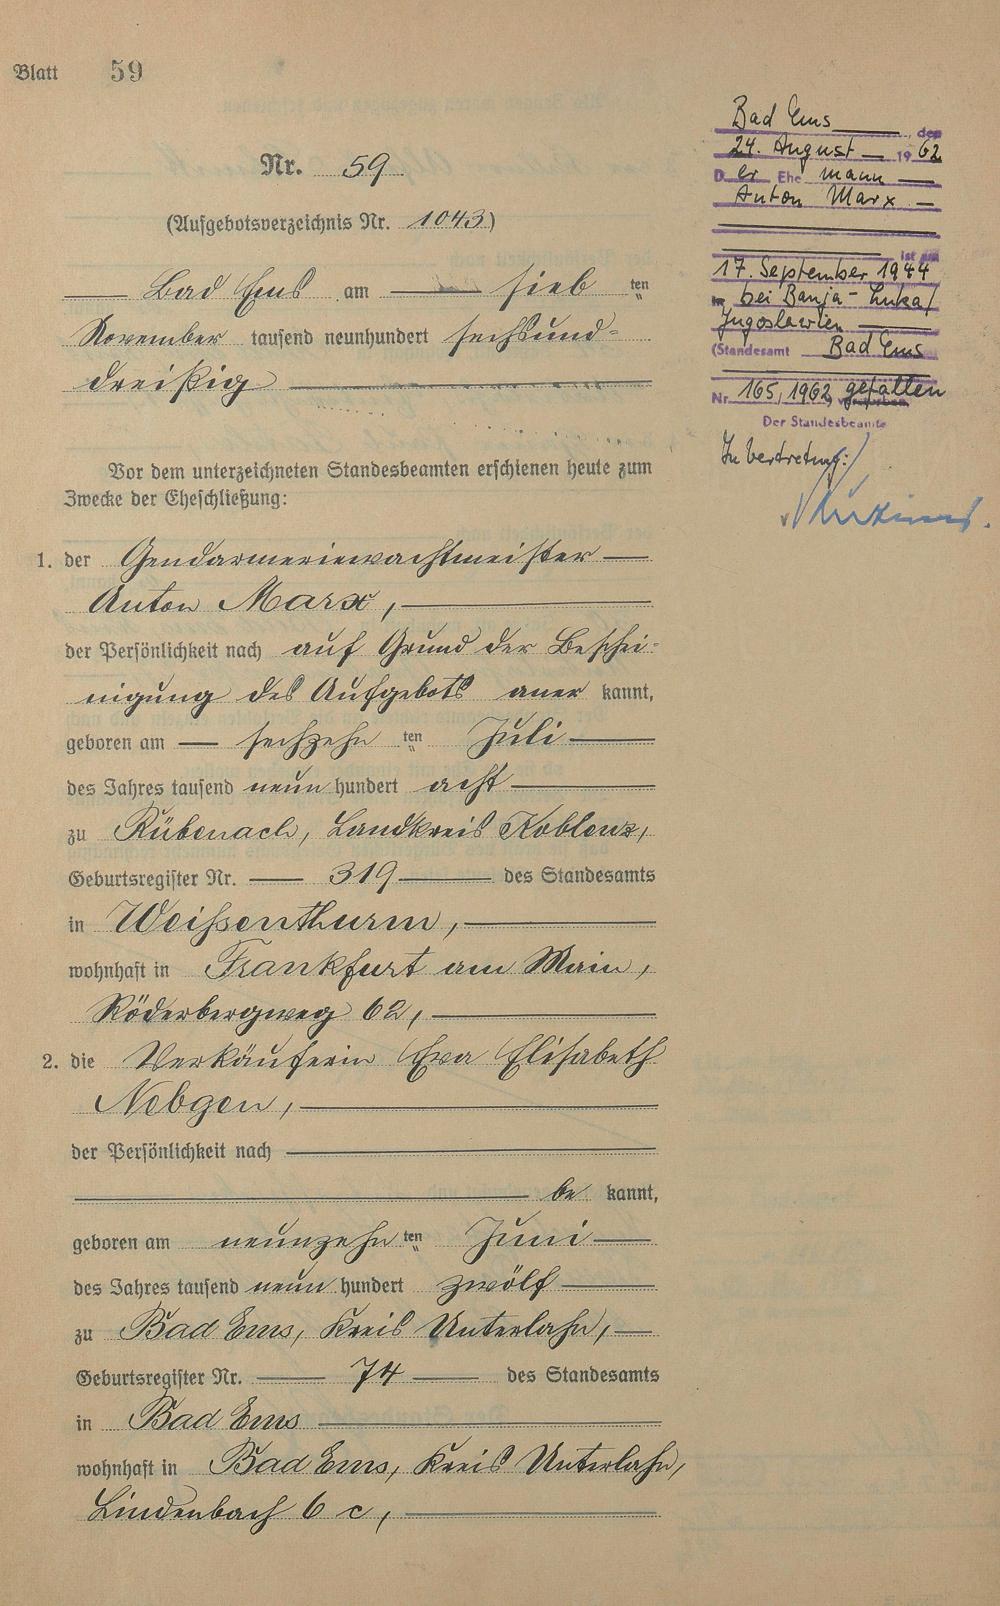 Blatt 59
Nr. 59
(Aufgebotsverzeichnis Nr. 1043)
Bad Ems am sieb ten
November tausend neunhundert sechsund-
dreißig
Vor dem unterzeichneten Standesbeamten erschienen heute zum
Zwecke der Eheschließung:
1. der Gendarmeriewachtmeister
Anton Marx,
der Persönlichkeit nach auf Grund der Beschei-
nigung des Aufgebots aner kannt,
geboren am sechzehn ten Juli
des Jahres tausend neun hundert acht
zu Rübenach, Landkreis Koblenz,
Geburtsregister Nr. 319 des Standesamts
in Weißenthurm,
wohnhaft in Frankfurt am Main,
Röderbergweg 62,
2. die Verkäuferin Eva Elisabeth
Nebgen,
der Persönlichkeit nach
be kannt,
geboren am neunzehn ten Juni
des Jahres tausend neun hundert zwölf
zu Bad Ems, Kreis Unterlahn,
Geburtsregister Nr. 74 des Standesamts
in Bad Ems
wohnhaft in Bad Ems, Kreis Unterlahn,
Lindenbach 6 c,
Bad Ems, den
24. August 1962
Der Ehe mann
Anton Marx
ist am
17. September 1944
in bei Banja-Luka/
Jugoslawien
(Standesamt Bad Ems
Nr. 165/1962 gefallen
Der Standesbeamte
In Vertretung: